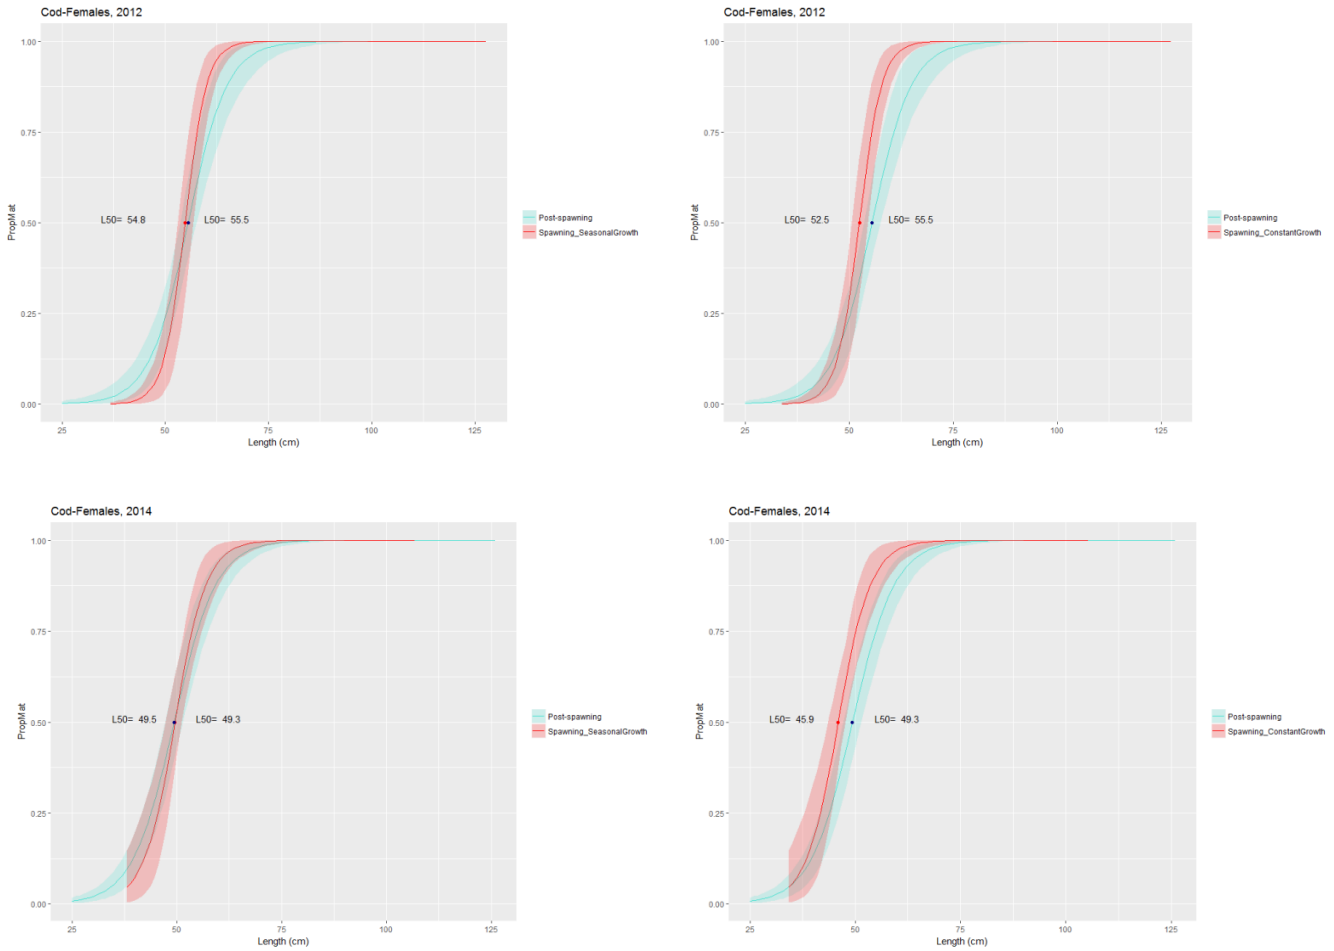 Cod-Females, 2012
1.00
0.75
0.50
0.25
0.00
PropMat
L50= 54.8
L50= 55.5
25
50
75
100
125
Length (cm)
Post-spawning
Spawning_SeasonalGrowth
Cod-Females, 2012
1.00
0.75
0.50
0.25
0.00
PropMat
L50= 52.5
L50= 55.5
25
50
75
100
125
Length (cm)
Post-spawning
Spawning_ConstantGrowth
Cod-Females, 2014
1.00
0.75
0.50
0.25
0.00
PropMat
L50= 49.5
L50= 49.3
25
50
75
100
125
Length (cm)
Post-spawning
Spawning_SeasonalGrowth
Cod-Females, 2014
1.00
0.75
0.50
0.25
0.00
PropMat
L50= 45.9
L50= 49.3
25
50
75
100
125
Length (cm)
Post-spawning
Spawning_ConstantGrowth